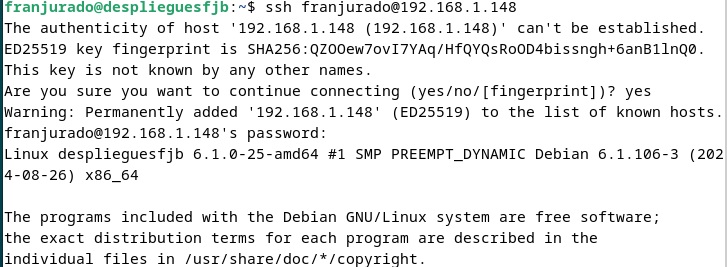 franjurado@desplieguesfjb:~$ ssh franjurado@192.168.1.148
The authenticity of host '192.168.1.148 (192.168.1.148)' can't be established.
ED25519 key fingerprint is SHA256:QZOOew7ovI7YAq/HfQYQsRoOD4bissngh+6anB1lnQ0.
This key is not known by any other names.
Are you sure you want to continue connecting (yes/no/[fingerprint])? yes
Warning: Permanently added '192.168.1.148' (ED25519) to the list of known hosts.
franjurado@192.168.1.148's password:
Linux desplieguesfjb 6.1.0-25-amd64 #1 SMP PREEMPT_DYNAMIC Debian 6.1.106-3 (202
4-08-26) x86_64

The programs included with the Debian GNU/Linux system are free software;
the exact distribution terms for each program are described in the
individual files in /usr/share/doc/*/copyright.